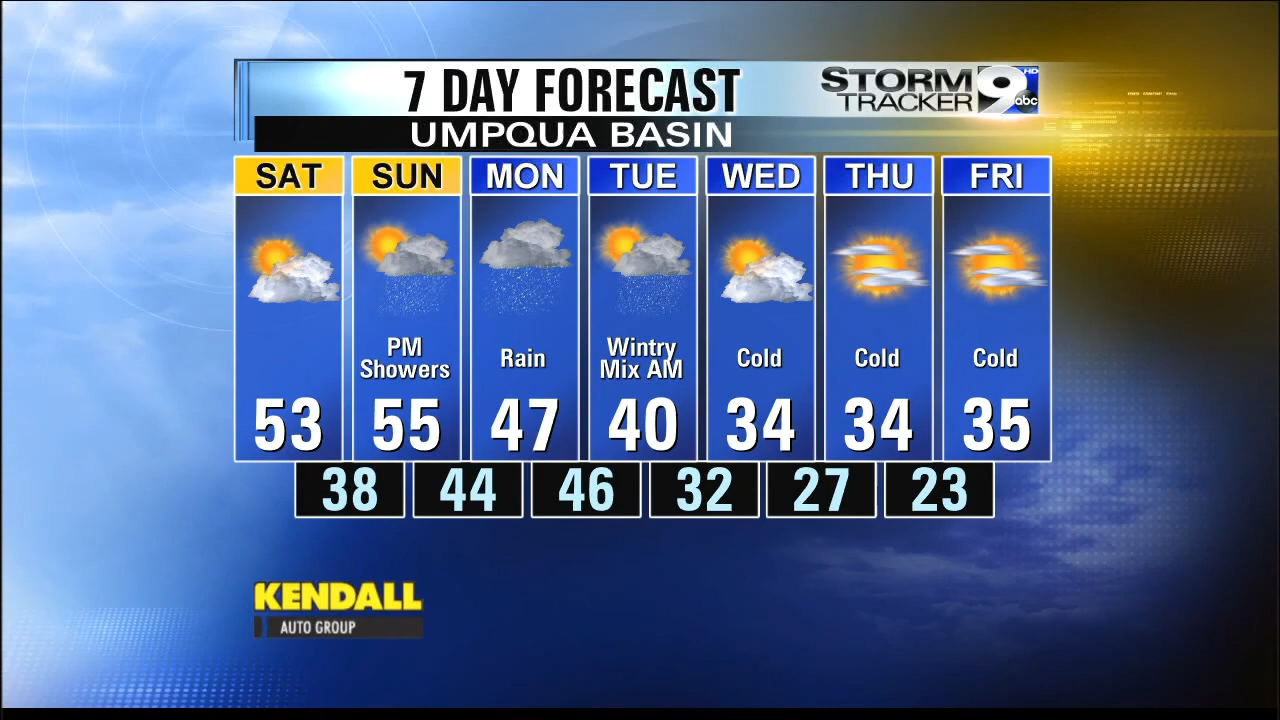 7 DAY FORECAST
UMPQUA BASIN
STORM
TRACKER
9
HD
abc
SAT SUN MON TUE WED THU FRI
PM
Showers
Rain
Wintry
Mix AM
Cold
Cold
Cold
53 55 47 40 34 34 35
38 44 46 32 27 23
KENDALL
AUTO GROUP